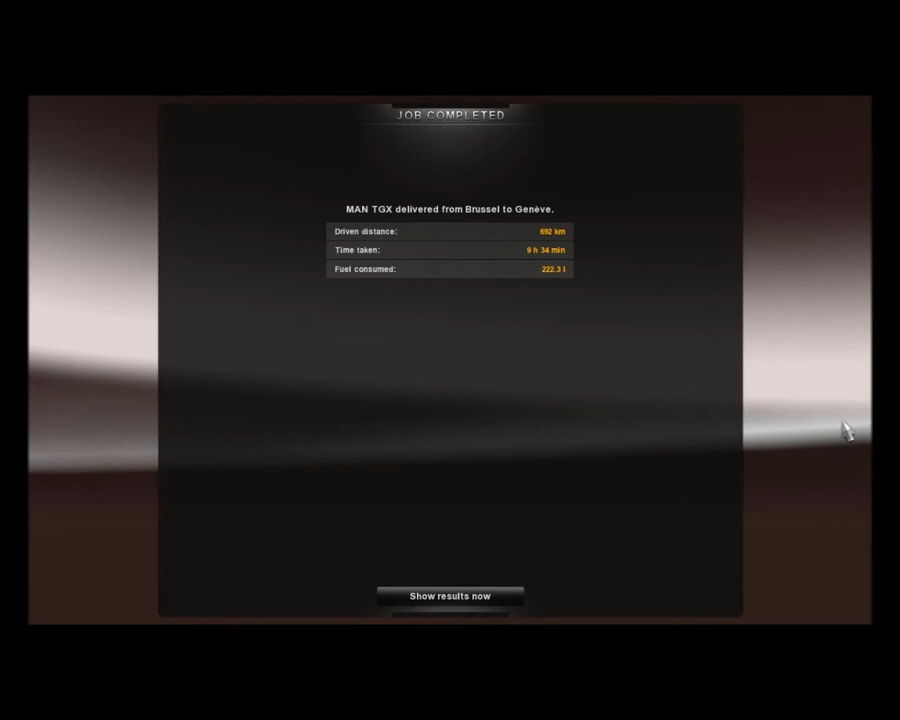 JOB COMPLETED
MAN TGX delivered from Brussel to Genève.
Driven distance: 692 km
Time taken: 9 h 34 min
Fuel consumed: 222.3 l
Show results now